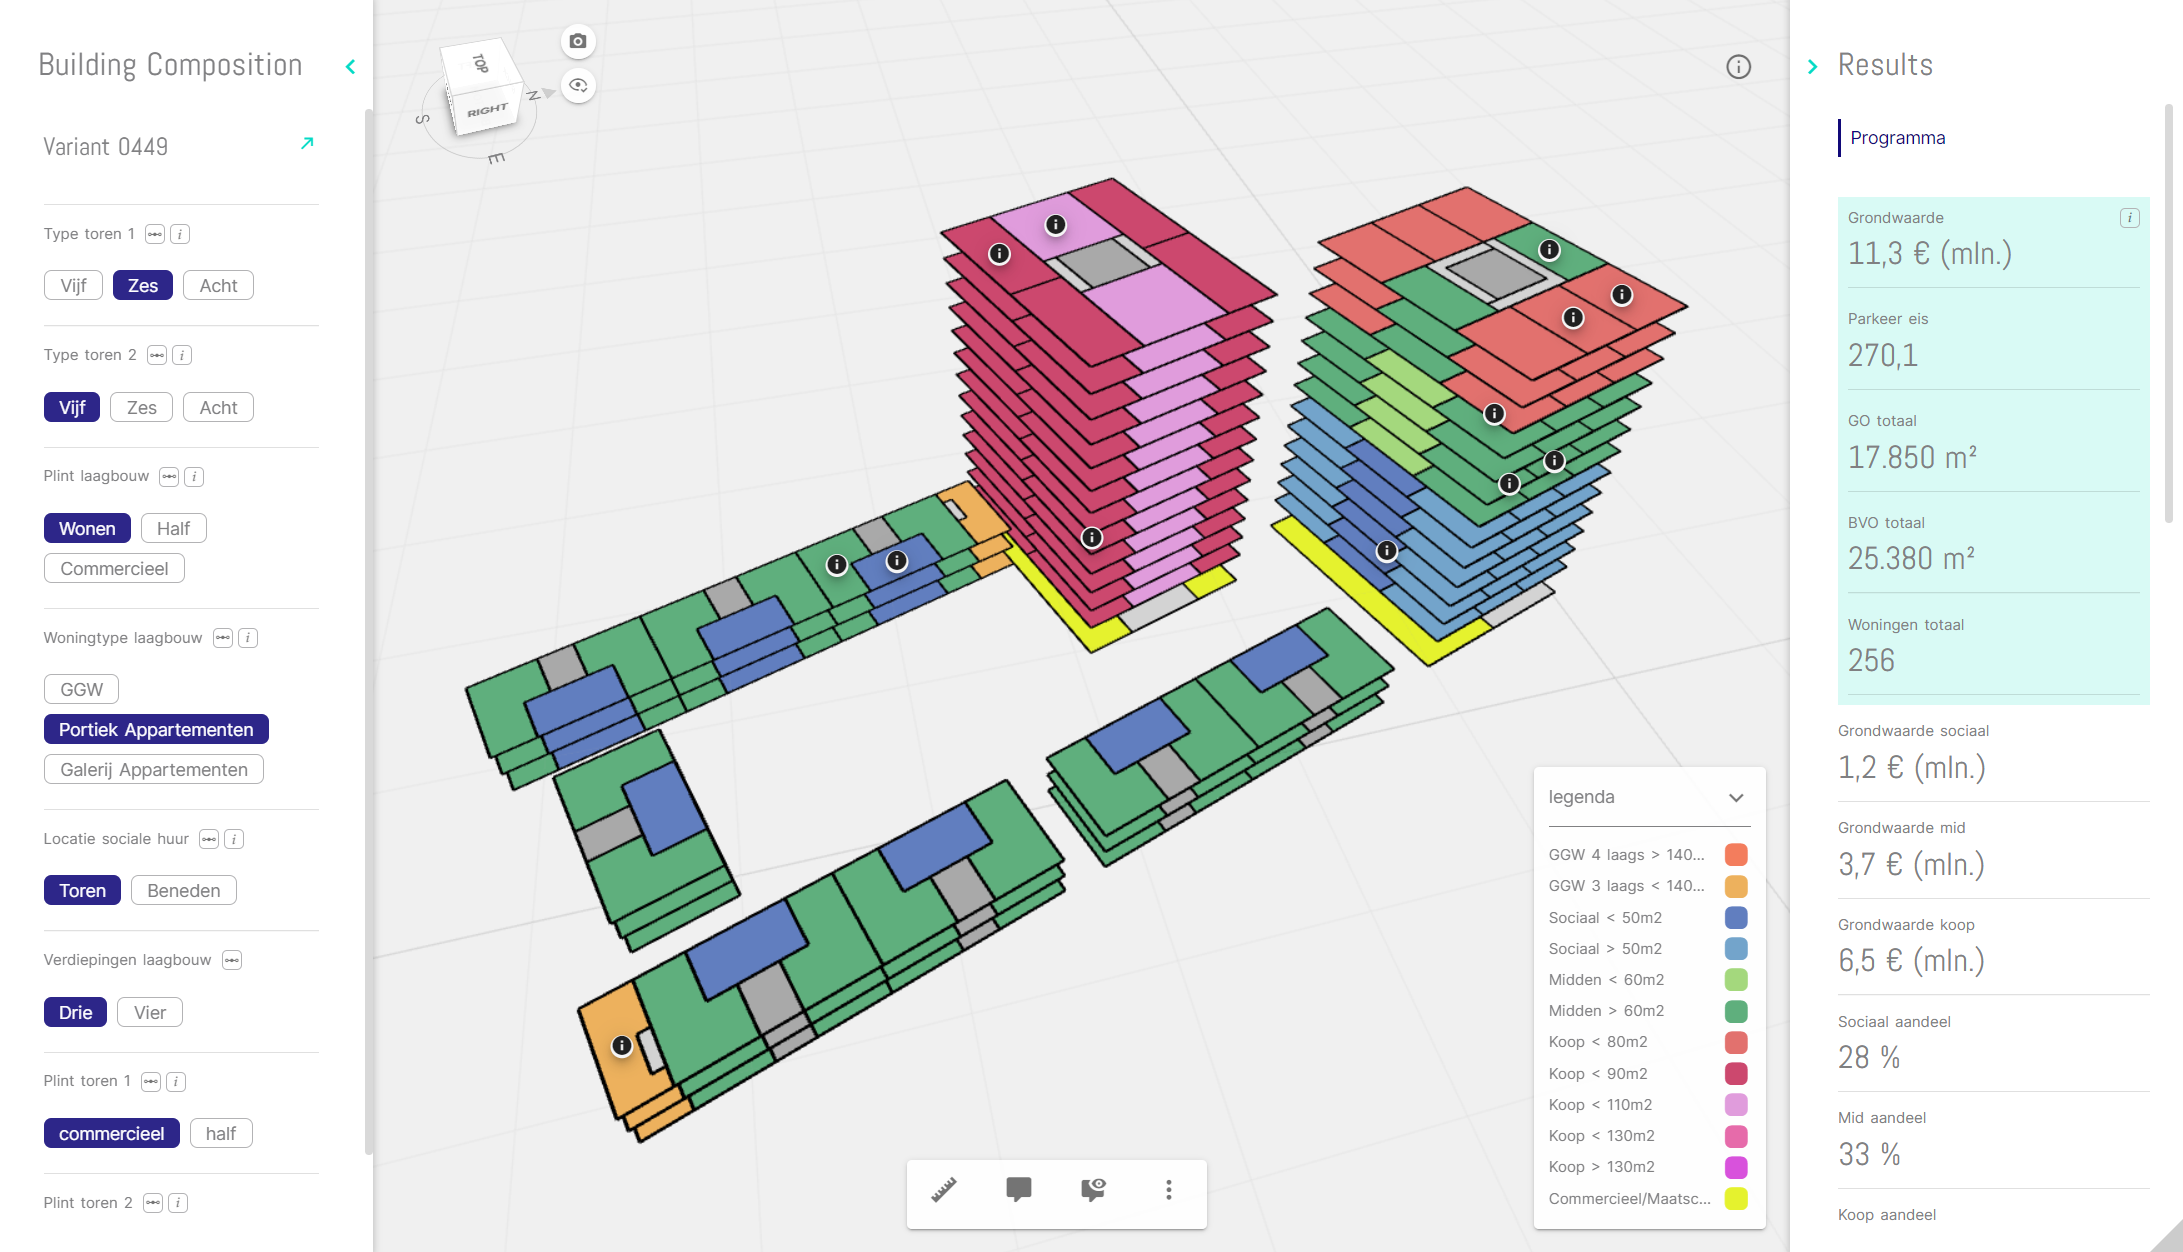 Building Composition
Variant 0449
Type toren 1
Vijf Zes Acht
Type toren 2
Vijf Zes Acht
Plint laagbouw
Wonen Half
Commercieel
Woningtype laagbouw
GGW
Portiek Appartementen
Galerij Appartementen
Locatie sociale huur
Toren Beneden
Verdiepingen laagbouw
Drie Vier
Plint toren 1
commercieel half
Plint toren 2
TOP
RIGHT
N
S
E
legenda
GGW 4 laags > 140...
GGW 3 laags < 140...
Sociaal < 50m2
Sociaal > 50m2
Midden < 60m2
Midden > 60m2
Koop < 80m2
Koop < 90m2
Koop < 110m2
Koop < 130m2
Koop > 130m2
Commercieel/Maatsc...
Results
Programma
Grondwaarde
11,3 € (mln.)
Parkeer eis
270,1
GO totaal
17.850 m²
BVO totaal
25.380 m²
Woningen totaal
256
Grondwaarde sociaal
1,2 € (mln.)
Grondwaarde mid
3,7 € (mln.)
Grondwaarde koop
6,5 € (mln.)
Sociaal aandeel
28 %
Mid aandeel
33 %
Koop aandeel